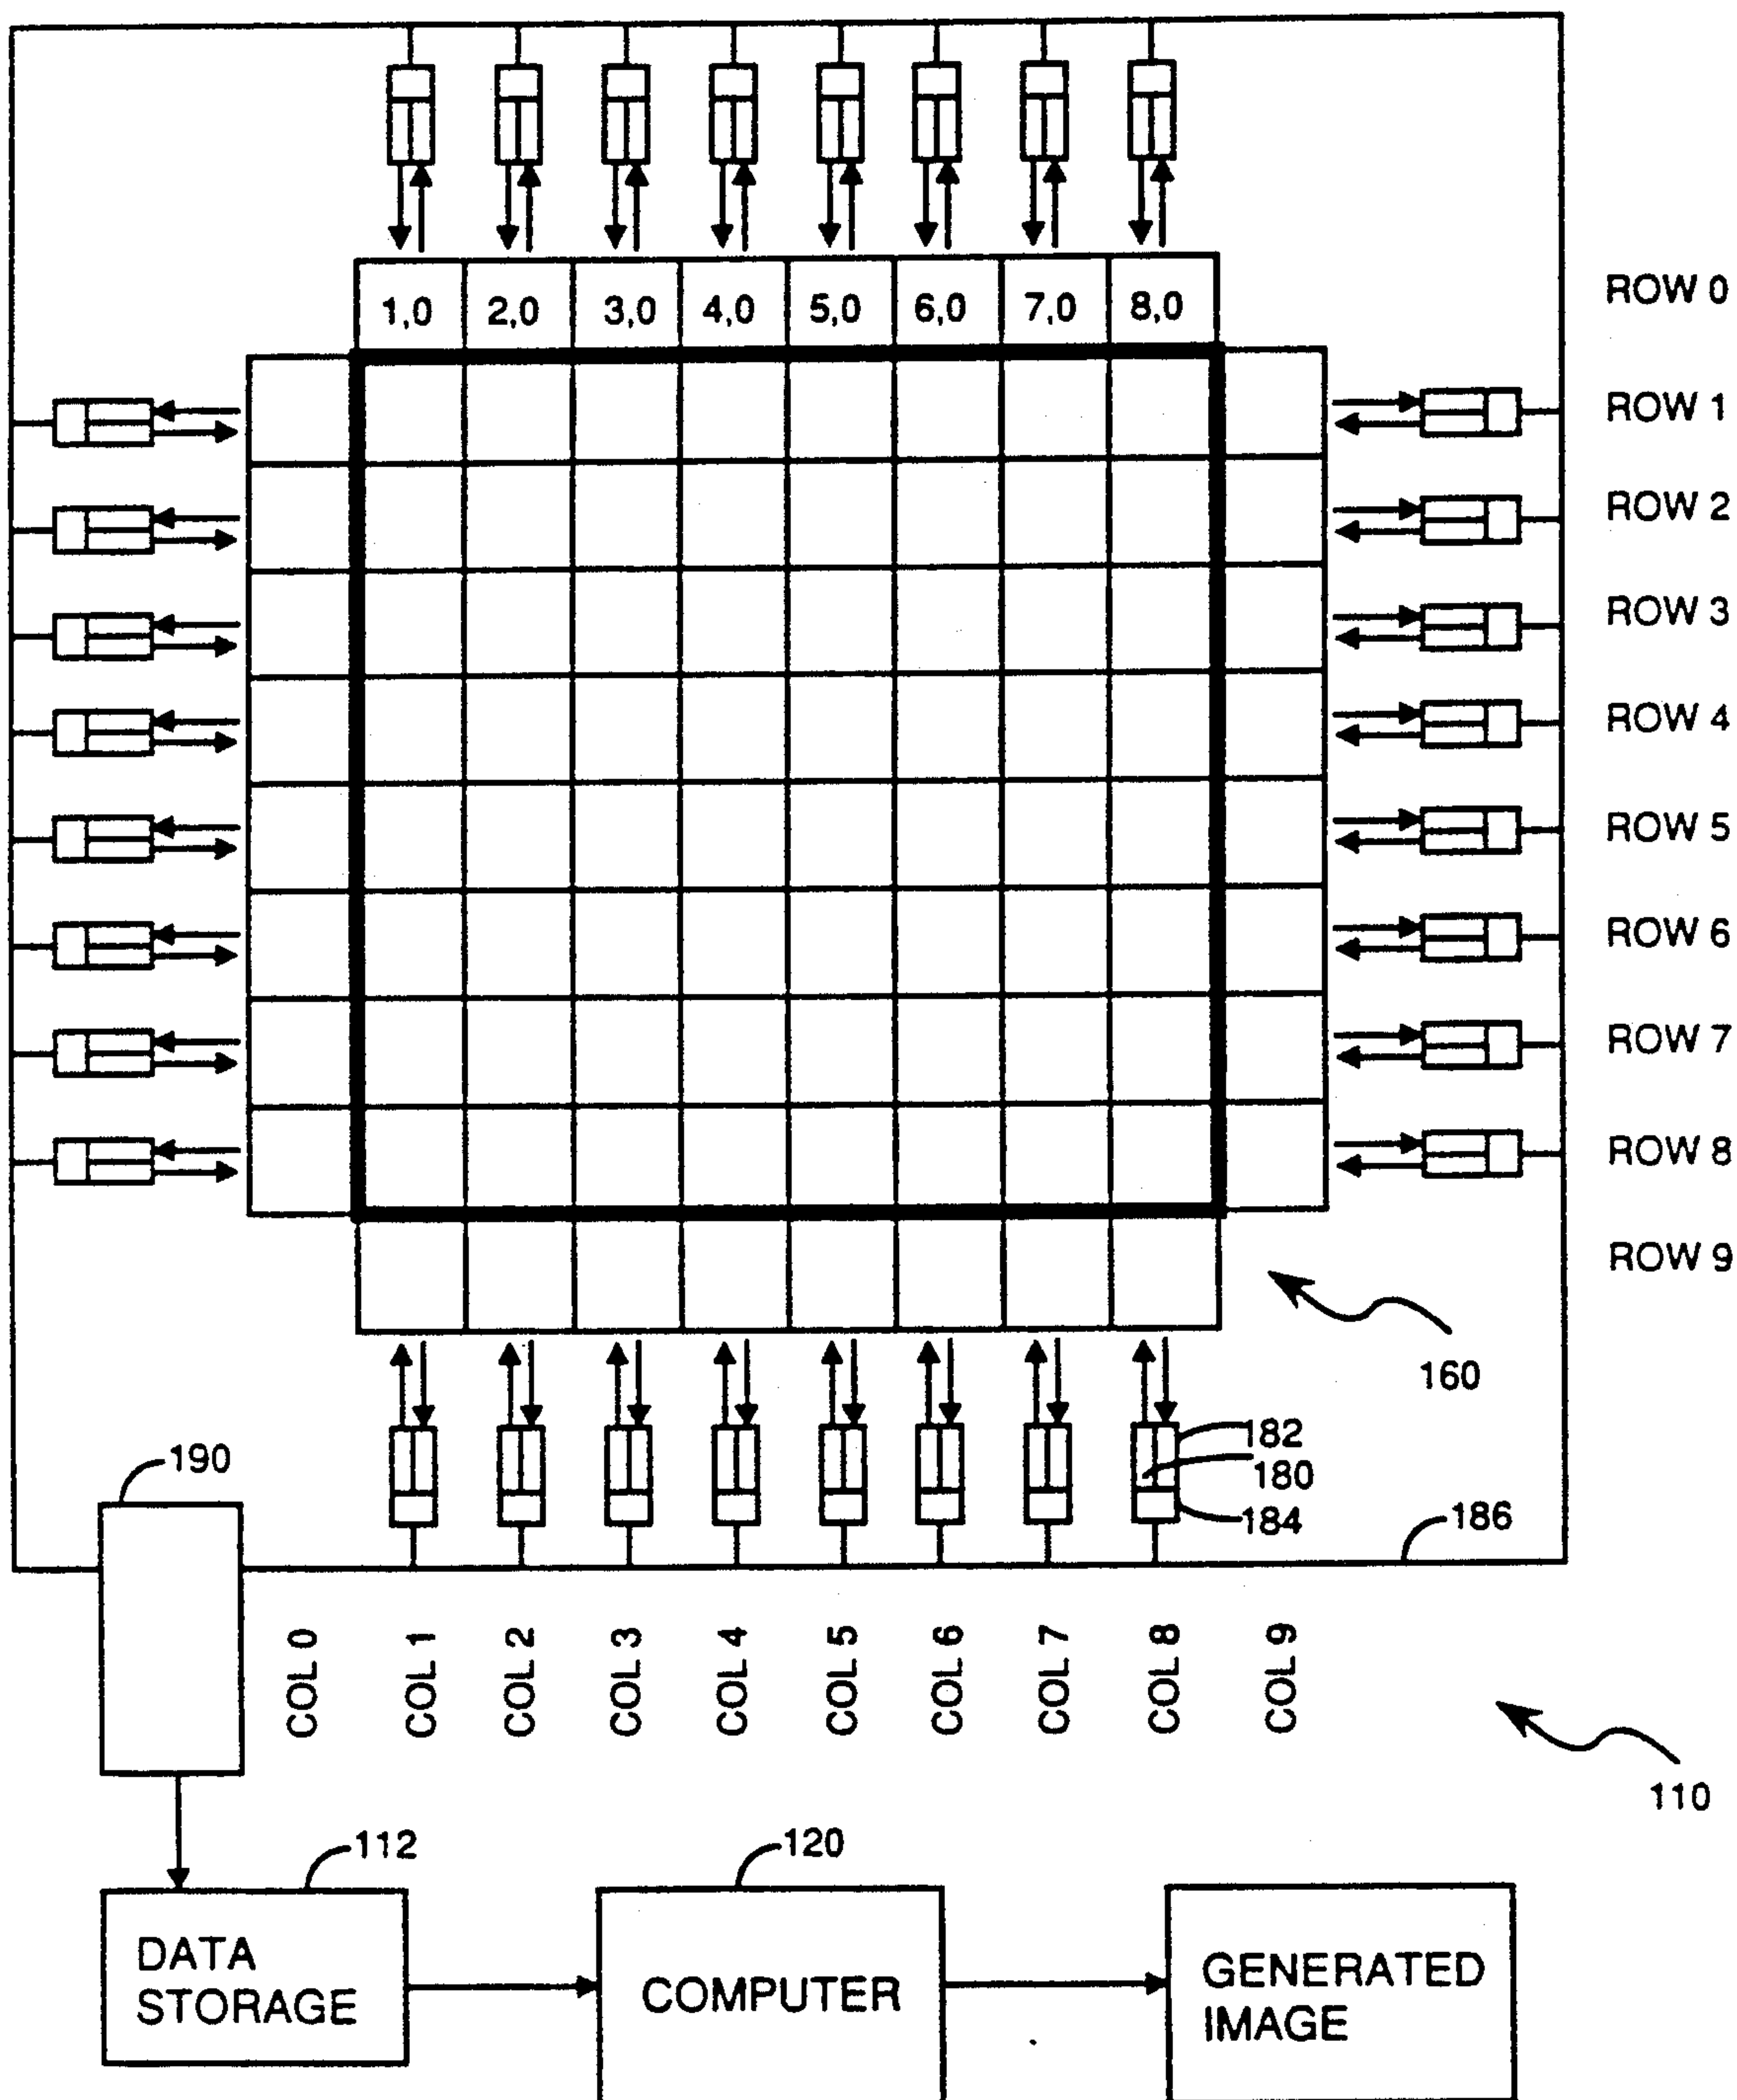 1,0 2,0 3,0 4,0 5,0 6,0 7,0 8,0
ROW 0
ROW 1
ROW 2
ROW 3
ROW 4
ROW 5
ROW 6
ROW 7
ROW 8
ROW 9
160
182
180
184
186
190
COL 0
COL 1
COL 2
COL 3
COL 4
COL 5
COL 6
COL 7
COL 8
COL 9
110
112
120
DATA
STORAGE
COMPUTER
GENERATED
IMAGE